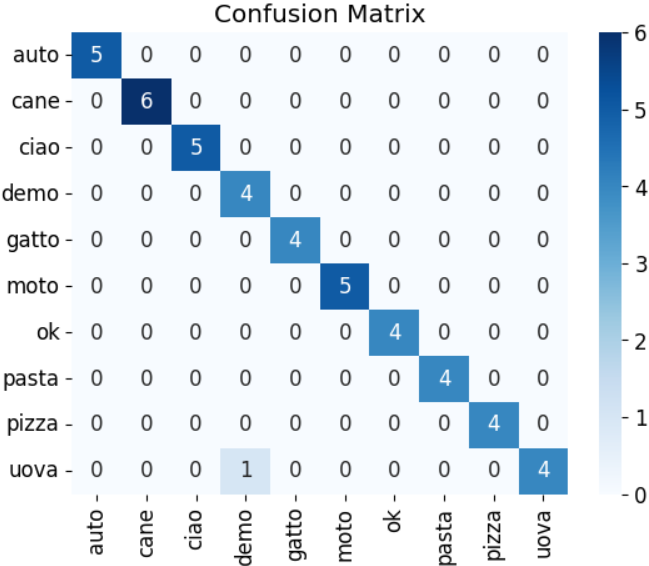 Confusion Matrix
auto 5 0 0 0 0 0 0 0 0 0
cane 0 6 0 0 0 0 0 0 0 0
ciao 0 0 5 0 0 0 0 0 0 0
demo 0 0 0 4 0 0 0 0 0 0
gatto 0 0 0 0 4 0 0 0 0 0
moto 0 0 0 0 0 5 0 0 0 0
ok 0 0 0 0 0 0 4 0 0 0
pasta 0 0 0 0 0 0 0 4 0 0
pizza 0 0 0 0 0 0 0 0 4 0
uova 0 0 0 1 0 0 0 0 0 4
auto cane ciao demo gatto moto ok pasta pizza uova
6
5
4
3
2
1
0